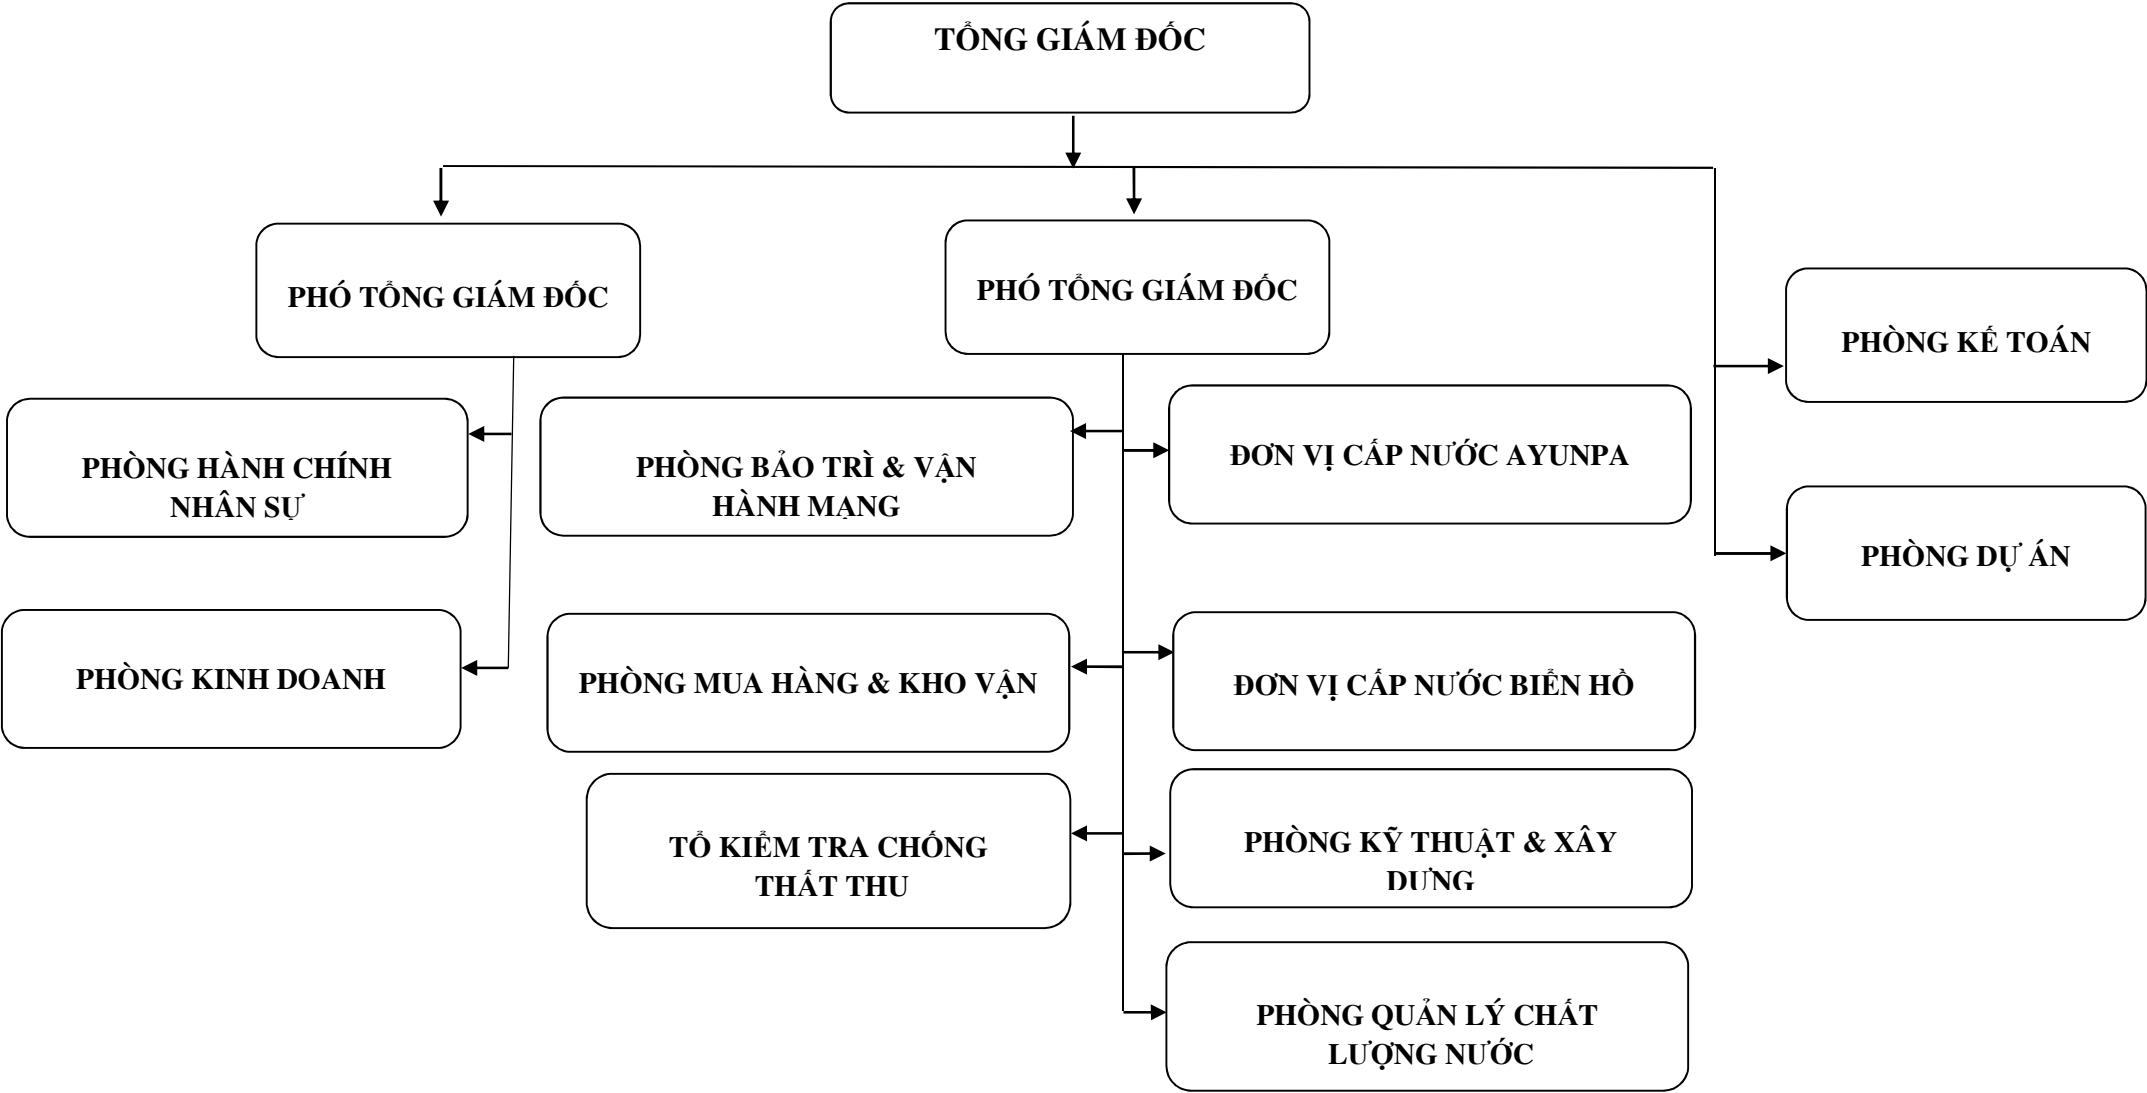 TỔNG GIÁM ĐỐC
PHÓ TỔNG GIÁM ĐỐC
PHÓ TỔNG GIÁM ĐỐC
PHÒNG KẾ TOÁN
PHÒNG HÀNH CHÍNH
NHÂN SỰ
PHÒNG BẢO TRÌ & VẬN
HÀNH MẠNG
ĐƠN VỊ CẤP NƯỚC AYUNPA
PHÒNG DỰ ÁN
PHÒNG KINH DOANH
PHÒNG MUA HÀNG & KHO VẬN
ĐƠN VỊ CẤP NƯỚC BIỂN HỒ
TỔ KIỂM TRA CHỐNG
THẤT THU
PHÒNG KỸ THUẬT & XÂY
DỰNG
PHÒNG QUẢN LÝ CHẤT
LƯỢNG NƯỚC